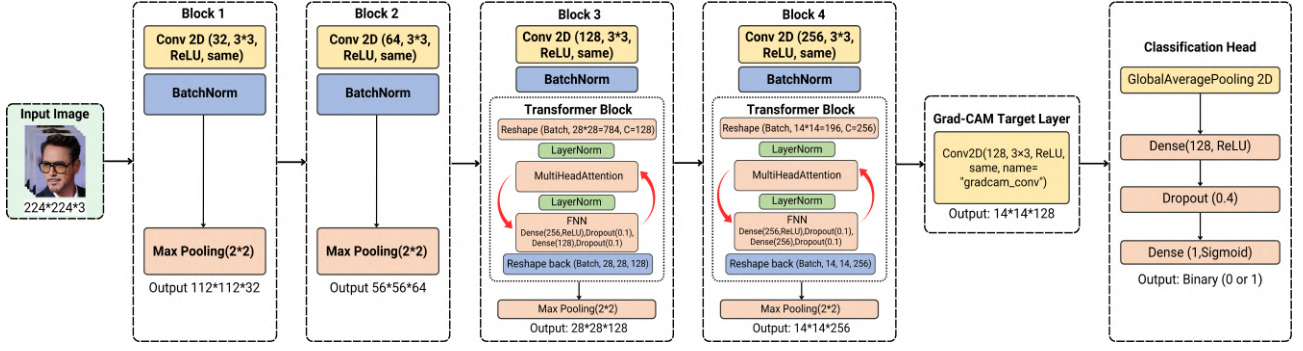 Input Image
224*224*3
Block 1
Conv 2D (32, 3*3,
ReLU, same)
BatchNorm
Max Pooling(2*2)
Output 112*112*32
Block 2
Conv 2D (64, 3*3,
ReLU, same)
BatchNorm
Max Pooling(2*2)
Output 56*56*64
Block 3
Conv 2D (128, 3*3,
ReLU, same)
BatchNorm
Transformer Block
Reshape (Batch, 28*28=784, C=128)
LayerNorm
MultiHeadAttention
LayerNorm
FNN
Dense(256,ReLU),Dropout(0.1),
Dense(128),Dropout(0.1)
Reshape back (Batch, 28, 28, 128)
Max Pooling(2*2)
Output: 28*28*128
Block 4
Conv 2D (256, 3*3,
ReLU, same)
BatchNorm
Transformer Block
Reshape (Batch, 14*14=196, C=256)
LayerNorm
MultiHeadAttention
LayerNorm
FNN
Dense(256,ReLU),Dropout(0.1),
Dense(256),Dropout(0.1)
Reshape back (Batch, 14, 14, 256)
Max Pooling(2*2)
Output: 14*14*256
Grad-CAM Target Layer
Conv2D(128, 3×3, ReLU,
same, name=
"gradcam_conv")
Output: 14*14*128
Classification Head
GlobalAveragePooling 2D
Dense(128, ReLU)
Dropout (0.4)
Dense (1,Sigmoid)
Output: Binary (0 or 1)